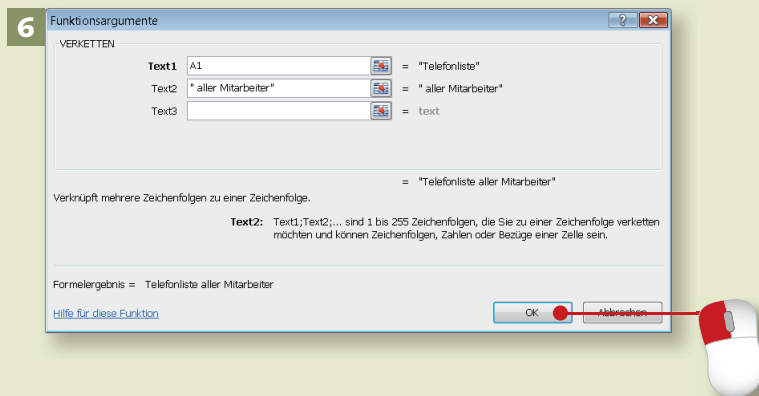 6
Funktionsargumente
VERKETTEN
Text1 A1 = "Telefonliste"
Text2 " aller Mitarbeiter" = " aller Mitarbeiter"
Text3 = text
= "Telefonliste aller Mitarbeiter"
Verknüpft mehrere Zeichenfolgen zu einer Zeichenfolge.
Text2: Text1;Text2;... sind 1 bis 255 Zeichenfolgen, die Sie zu einer Zeichenfolge verketten
möchten und können Zeichenfolgen, Zahlen oder Bezüge einer Zelle sein.
Formelergebnis = Telefonliste aller Mitarbeiter
Hilfe für diese Funktion
OK Abbrechen